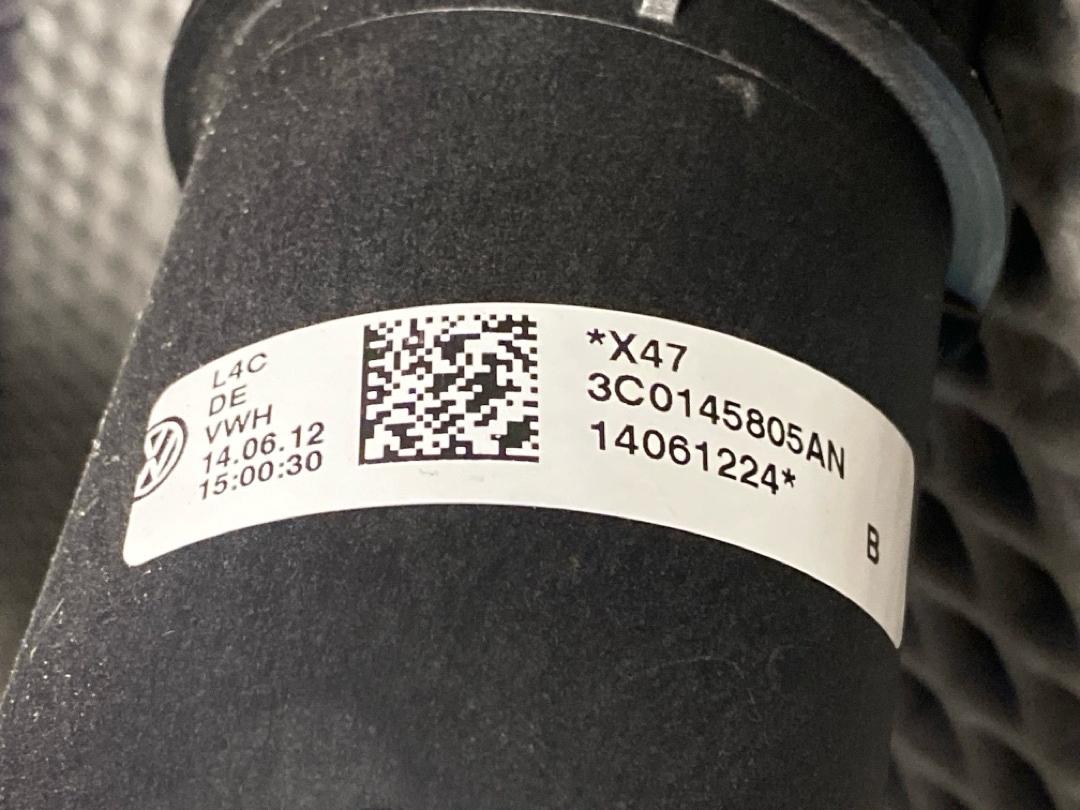 L4C
DE
VWH
14.06.12
15:00:30
*X47
3C0145805AN
14061224*
B